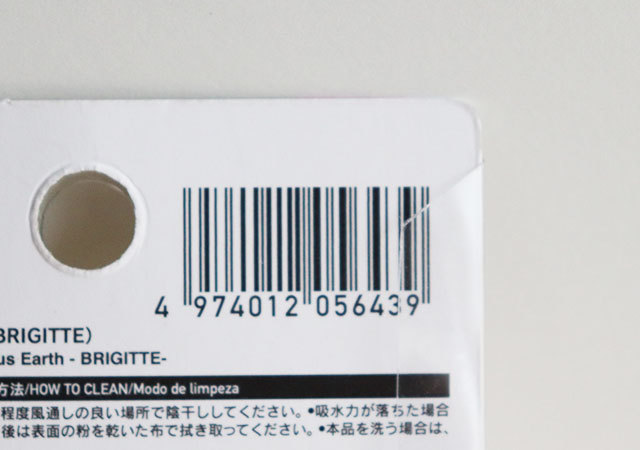 4 974012 056439
BRIGITTE）
us Earth - BRIGITTE-
方法/HOW TO CLEAN/Modo de limpeza
程度風通しの良い場所で陰干ししてください。●吸水力が落ちた場合
後は表面の粉を乾いた布で拭き取ってください。●本品を洗う場合は、